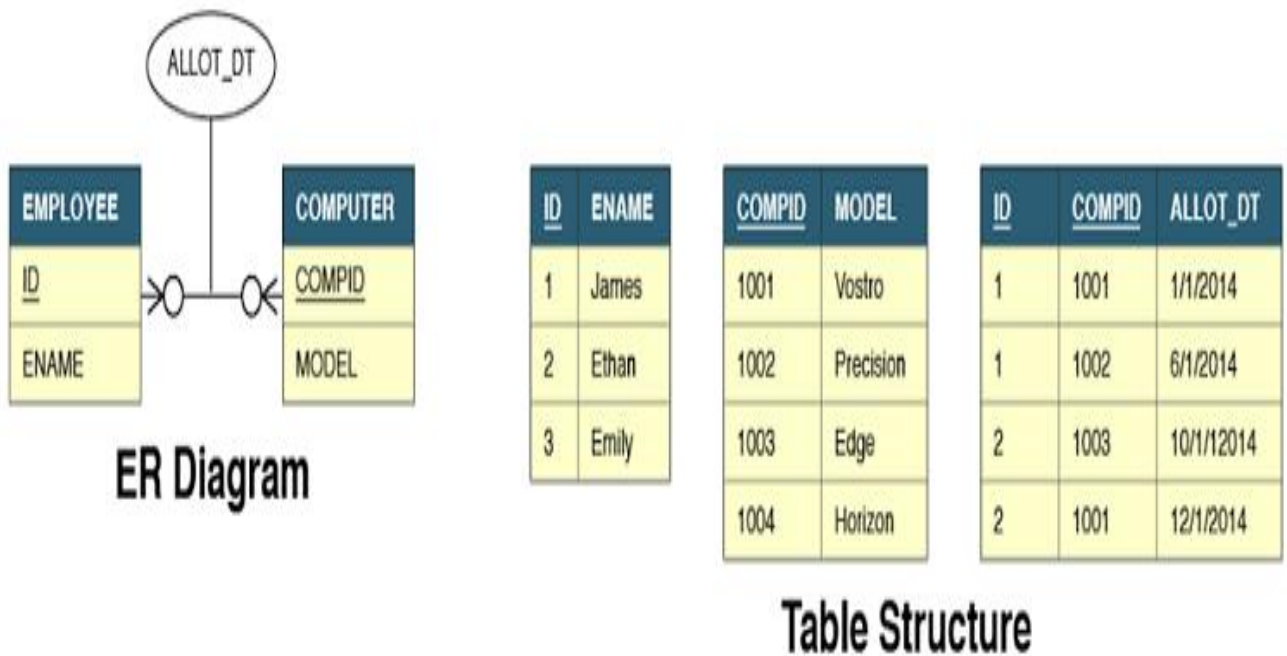 ALLOT_DT
EMPLOYEE
ID
ENAME
COMPUTER
COMPID
MODEL
ER Diagram
ID ENAME
1 James
2 Ethan
3 Emily
COMPID MODEL
1001 Vostro
1002 Precision
1003 Edge
1004 Horizon
ID COMPID ALLOT_DT
1 1001 1/1/2014
1 1002 6/1/2014
2 1003 10/1/12014
2 1001 12/1/2014
Table Structure